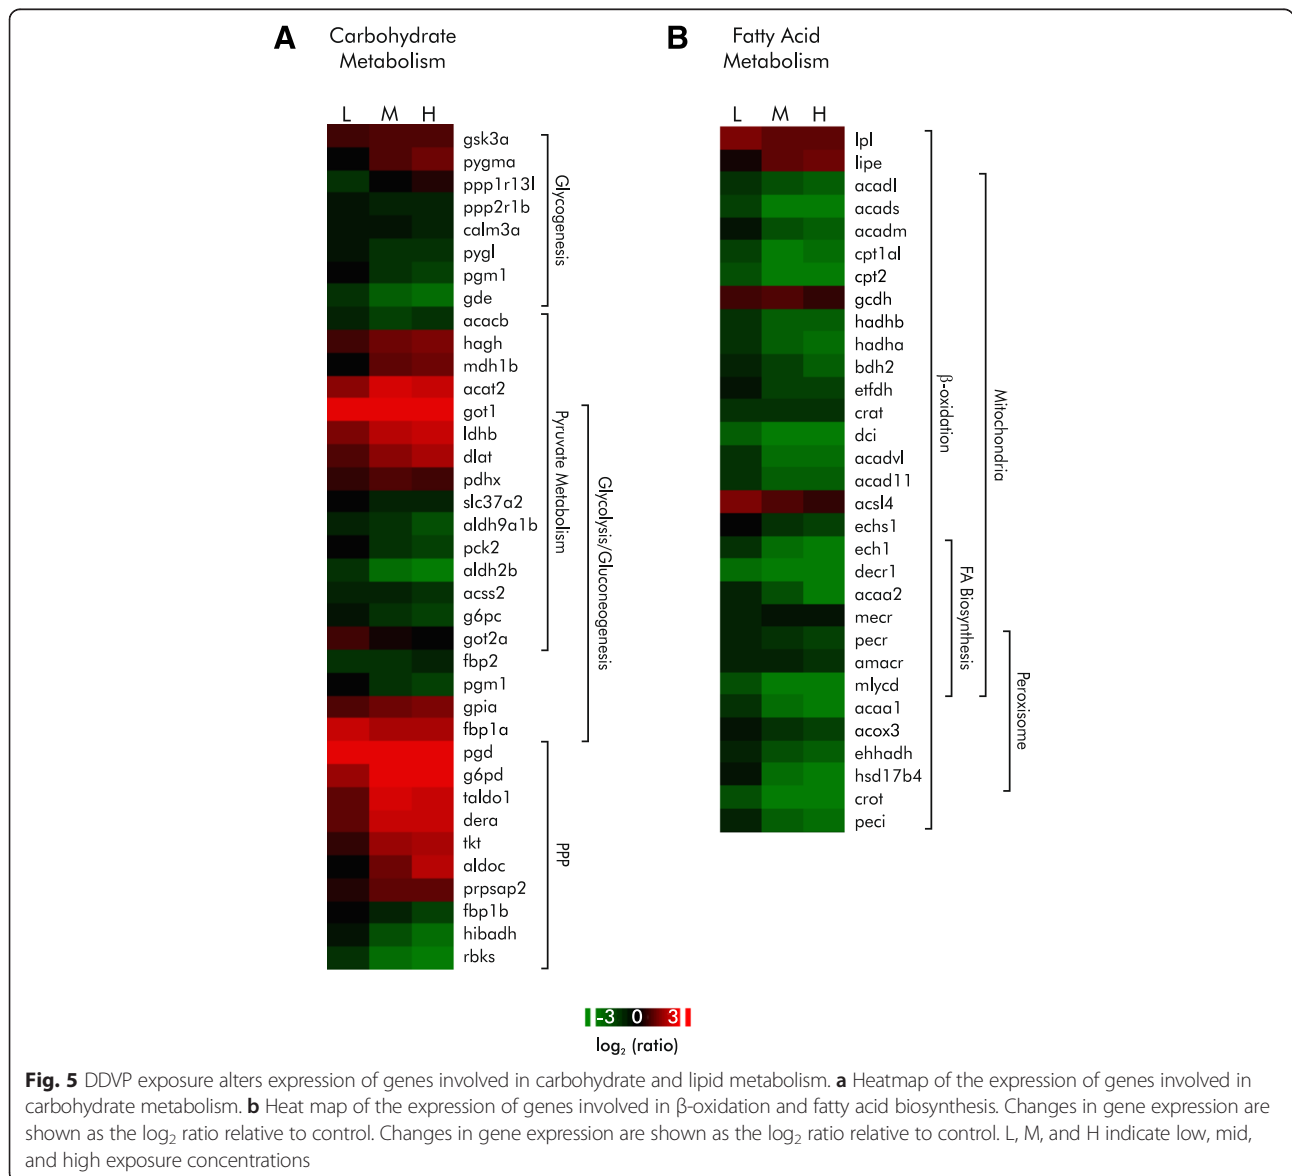 A
Carbohydrate
Metabolism
L M H
gsk3a
pygma
ppp1r13l
ppp2r1b
calm3a
pygl
pgm1
gde
acacb
hagh
mdh1b
acat2
got1
ldhb
dlat
pdhx
slc37a2
aldh9a1b
pck2
aldh2b
acss2
g6pc
got2a
fbp2
pgm1
gpia
fbp1a
pgd
g6pd
taldo1
dera
tkt
aldoc
prpsap2
fbp1b
hibadh
rbks
Glycogenesis
Pyruvate Metabolism
Glycolysis/Gluconeogenesis
PPP
B
Fatty Acid
Metabolism
L M H
lpl
lipe
acadl
acads
acadm
cpt1al
cpt2
gcdh
hadhb
hadha
bdh2
etfdh
crat
dci
acadvl
acad11
acsl4
echs1
ech1
decr1
acaa2
mecr
pecr
amacr
mlycd
acaa1
acox3
ehhadh
hsd17b4
crot
peci
β-oxidation
FA Biosynthesis
Mitochondria
Peroxisome
-3 0 3
log₂ (ratio)
Fig. 5 DDVP exposure alters expression of genes involved in carbohydrate and lipid metabolism. a Heatmap of the expression of genes involved in
carbohydrate metabolism. b Heat map of the expression of genes involved in β-oxidation and fatty acid biosynthesis. Changes in gene expression are
shown as the log₂ ratio relative to control. Changes in gene expression are shown as the log₂ ratio relative to control. L, M, and H indicate low, mid,
and high exposure concentrations